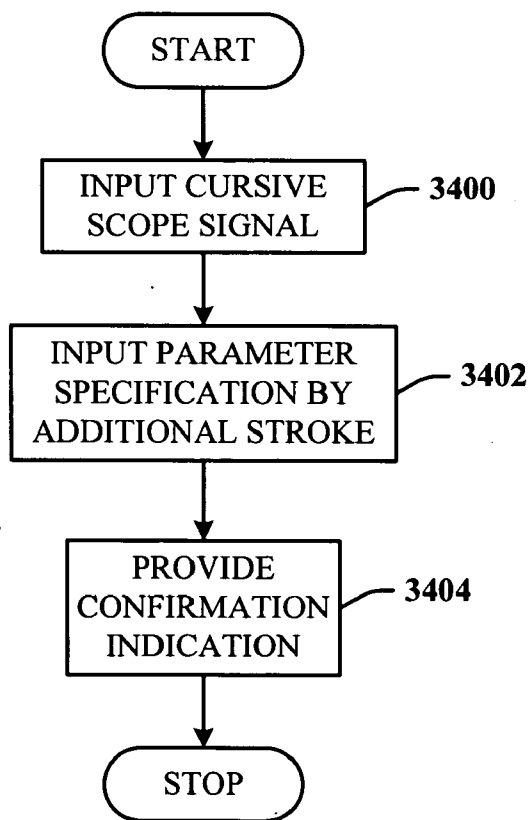 START
INPUT CURSIVE
SCOPE SIGNAL
3400
INPUT PARAMETER
SPECIFICATION BY
ADDITIONAL STROKE
3402
PROVIDE
CONFIRMATION
INDICATION
3404
STOP